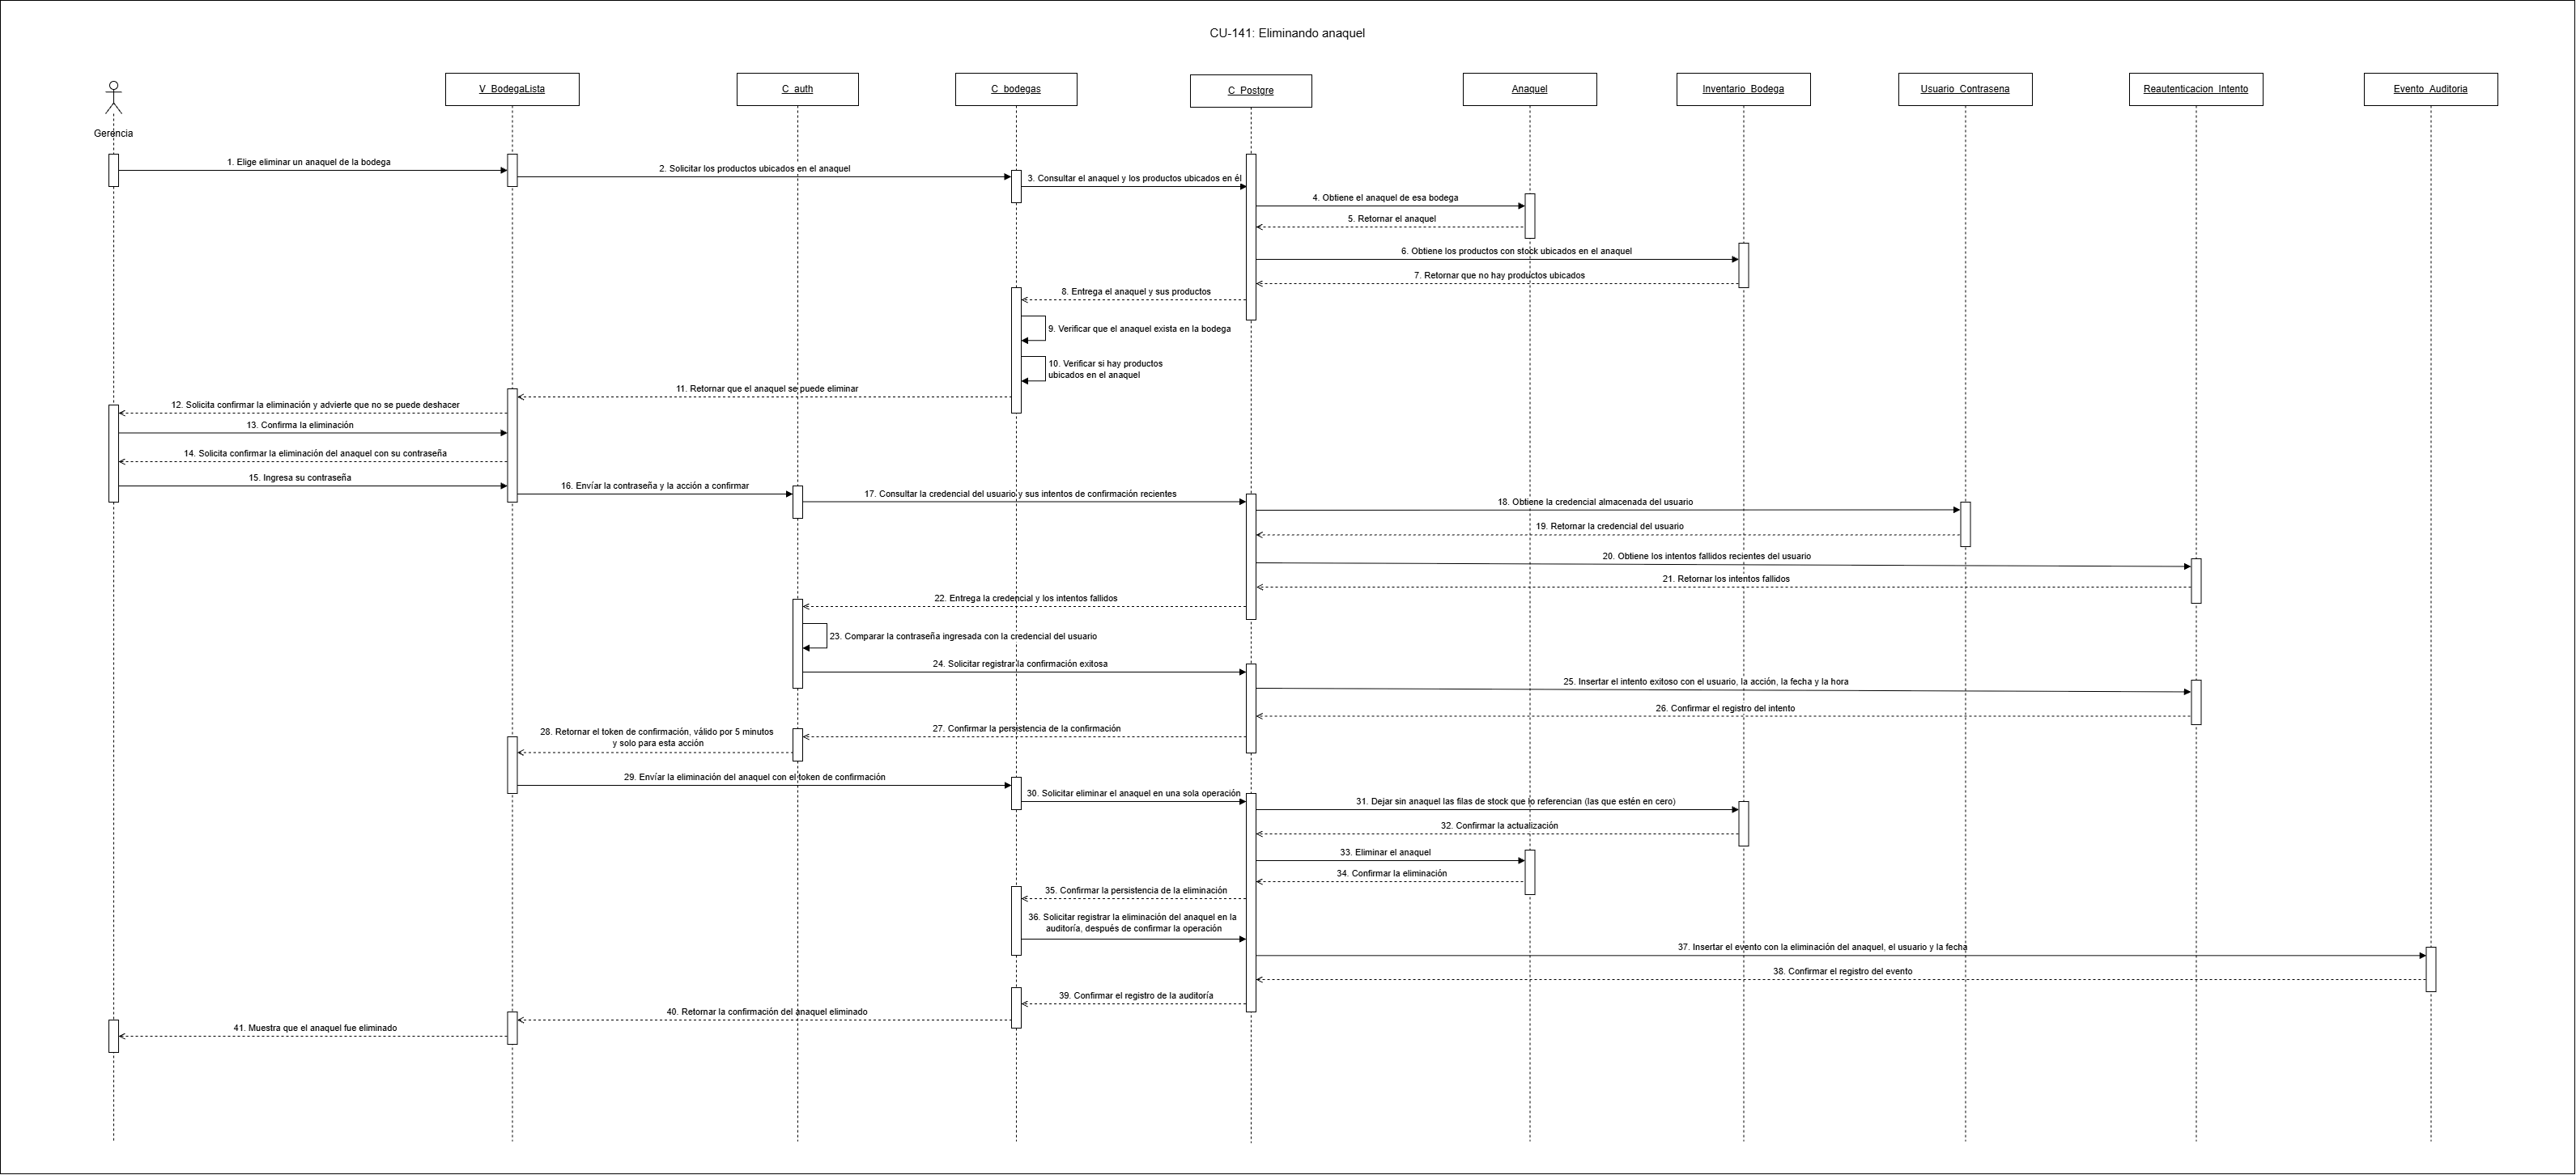 CU-141: Eliminando anaquel
Gerencia
V_BodegaLista
C_auth
C_bodegas
C_Postgre
Anaquel
Inventario_Bodega
Usuario_Contrasena
Reautenticacion_Intento
Evento_Auditoria
1. Elige eliminar un anaquel de la bodega
2. Solicitar los productos ubicados en el anaquel
3. Consultar el anaquel y los productos ubicados en él
4. Obtiene el anaquel de esa bodega
5. Retornar el anaquel
6. Obtiene los productos con stock ubicados en el anaquel
7. Retornar que no hay productos ubicados
8. Entrega el anaquel y sus productos
9. Verificar que el anaquel exista en la bodega
10. Verificar si hay productos
ubicados en el anaquel
11. Retornar que el anaquel se puede eliminar
12. Solicita confirmar la eliminación y advierte que no se puede deshacer
13. Confirma la eliminación
14. Solicita confirmar la eliminación del anaquel con su contraseña
15. Ingresa su contraseña
16. Envíar la contraseña y la acción a confirmar
17. Consultar la credencial del usuario y sus intentos de confirmación recientes
18. Obtiene la credencial almacenada del usuario
19. Retornar la credencial del usuario
20. Obtiene los intentos fallidos recientes del usuario
21. Retornar los intentos fallidos
22. Entrega la credencial y los intentos fallidos
23. Comparar la contraseña ingresada con la credencial del usuario
24. Solicitar registrar la confirmación exitosa
25. Insertar el intento exitoso con el usuario, la acción, la fecha y la hora
26. Confirmar el registro del intento
27. Confirmar la persistencia de la confirmación
28. Retornar el token de confirmación, válido por 5 minutos
y solo para esta acción
29. Envíar la eliminación del anaquel con el token de confirmación
30. Solicitar eliminar el anaquel en una sola operación
31. Dejar sin anaquel las filas de stock que lo referencian (las que estén en cero)
32. Confirmar la actualización
33. Eliminar el anaquel
34. Confirmar la eliminación
35. Confirmar la persistencia de la eliminación
36. Solicitar registrar la eliminación del anaquel en la
auditoría, después de confirmar la operación
37. Insertar el evento con la eliminación del anaquel, el usuario y la fecha
38. Confirmar el registro del evento
39. Confirmar el registro de la auditoría
40. Retornar la confirmación del anaquel eliminado
41. Muestra que el anaquel fue eliminado